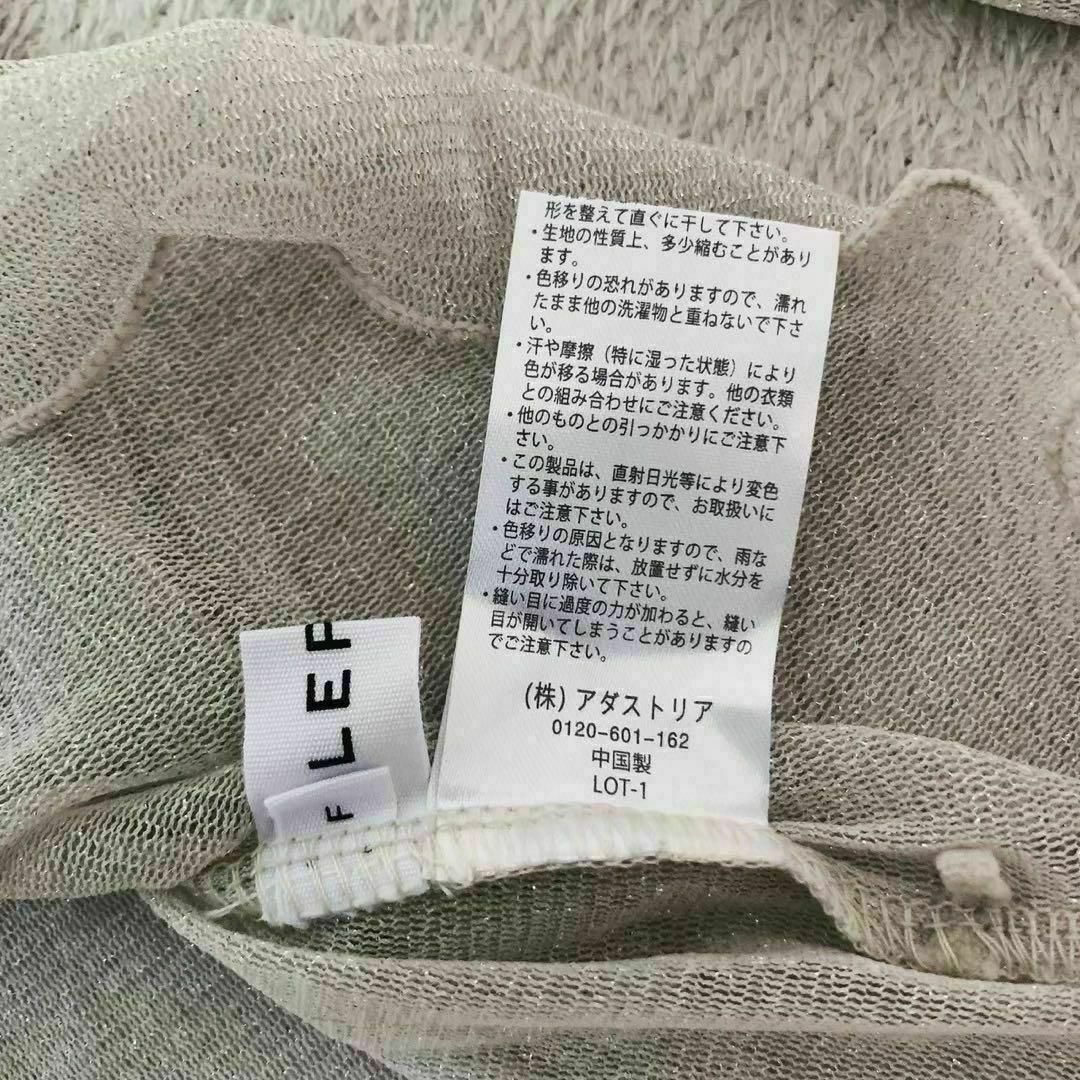 形を整えて直ぐに干して下さい。
・生地の性質上、多少縮むことがあり
ます。
・色移りの恐れがありますので、濡れ
たまま他の洗濯物と重ねないで下さ
い。
・汗や摩擦（特に湿った状態）により
色が移る場合があります。他の衣類
との組み合わせにご注意ください。
・他のものとの引っかかりにご注意下
さい。
・この製品は、直射日光等により変色
する事がありますので、お取扱いに
はご注意下さい。
・色移りの原因となりますので、雨な
どで濡れた際は、放置せずに水分を
十分取り除いて下さい。
・縫い目に過度の力が加わると、縫い
目が開いてしまうことがありますの
でご注意下さい。
(株) アダストリア
0120-601-162
中国製
LOT-1
LEP
F